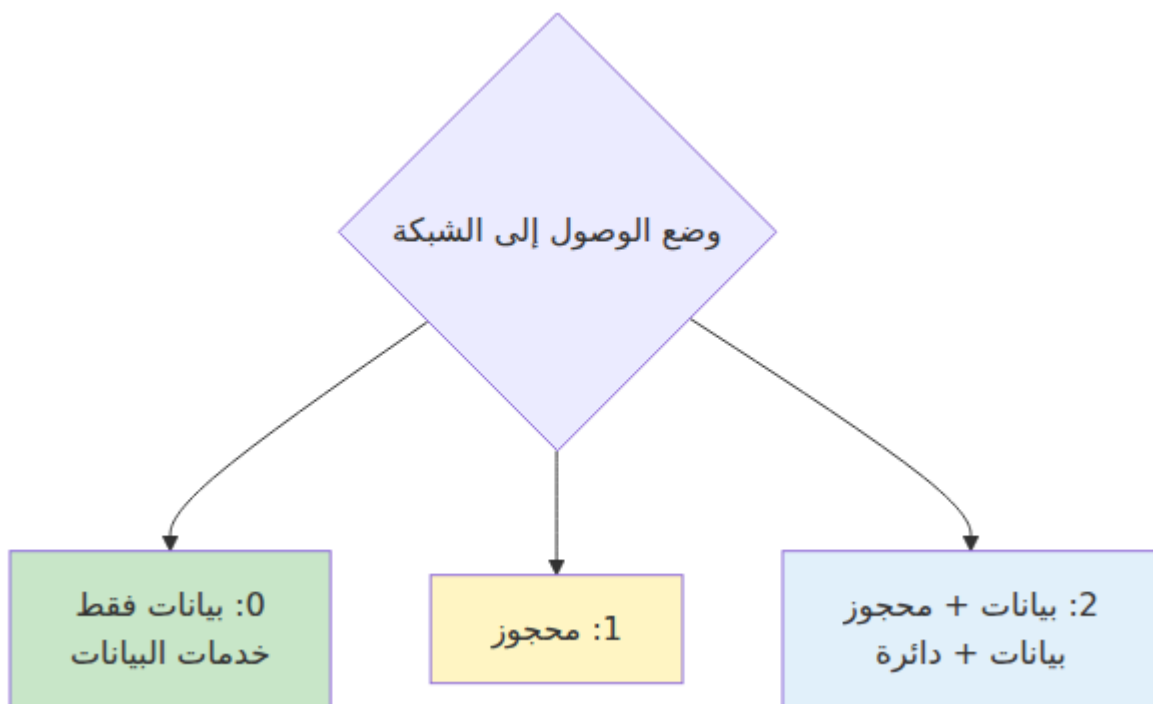 وضع الوصول إلى الشبكة
0: بيانات فقط
خدمات البيانات
1: محجوز
2: بيانات + محجوز
بيانات + دائرة